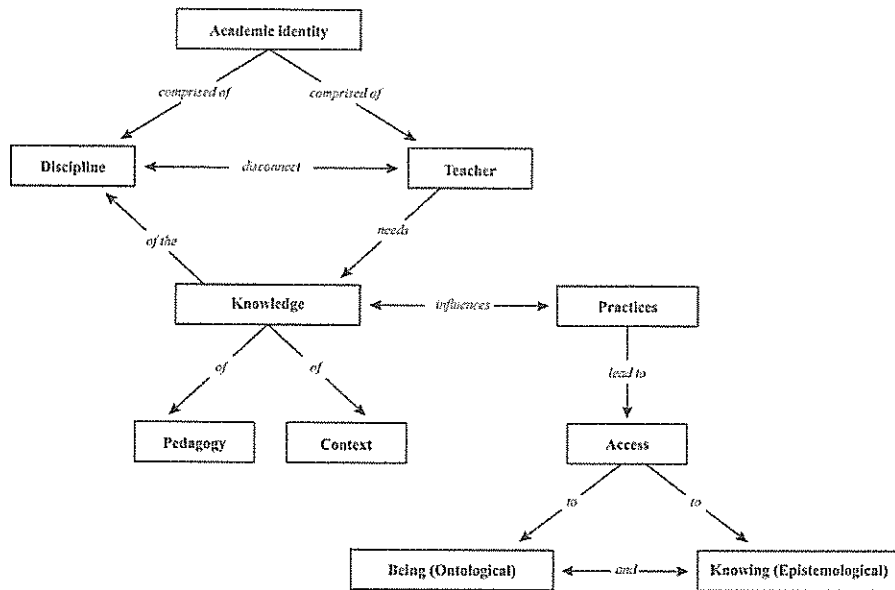 Academic identity
comprised of comprised of
Discipline disconnect Teacher
of the needs
Knowledge influences Practices
of of lead to
Pedagogy Context Access
to to
Being (Ontological) and Knowing (Epistemological)